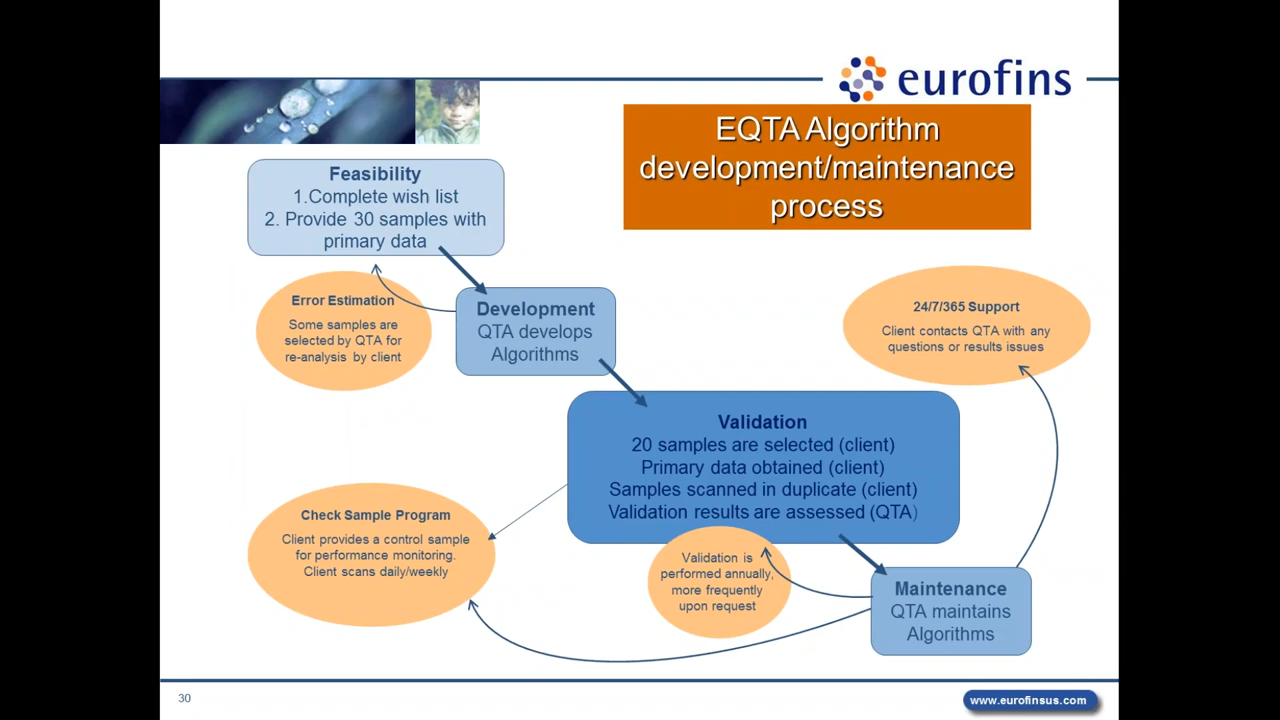 eurofins
EQTA Algorithm
development/maintenance
process
Feasibility
1.Complete wish list
2. Provide 30 samples with
primary data
Error Estimation
Some samples are
selected by QTA for
re-analysis by client
Development
QTA develops
Algorithms
24/7/365 Support
Client contacts QTA with any
questions or results issues
Validation
20 samples are selected (client)
Primary data obtained (client)
Samples scanned in duplicate (client)
Validation results are assessed (QTA)
Check Sample Program
Client provides a control sample
for performance monitoring.
Client scans daily/weekly
Validation is
performed annually,
more frequently
upon request
Maintenance
QTA maintains
Algorithms
30
www.eurofinsus.com